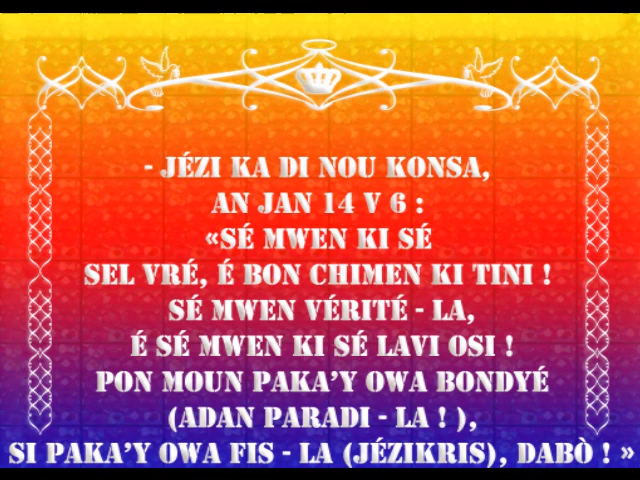 - JÉZI KA DI NOU KONSA,
AN JAN 14 V 6 :
«SÉ MWEN KI SÉ
SEL VRÉ, É BON CHIMEN KI TINI !
SÉ MWEN VÉRITÉ - LA,
É SÉ MWEN KI SÉ LAVI OSI !
PON MOUN PAKA'Y OWA BONDYÉ
(ADAN PARADI - LA ! ),
SI PAKA'Y OWA FIS - LA (JÉZIKRIS), DABÒ ! »